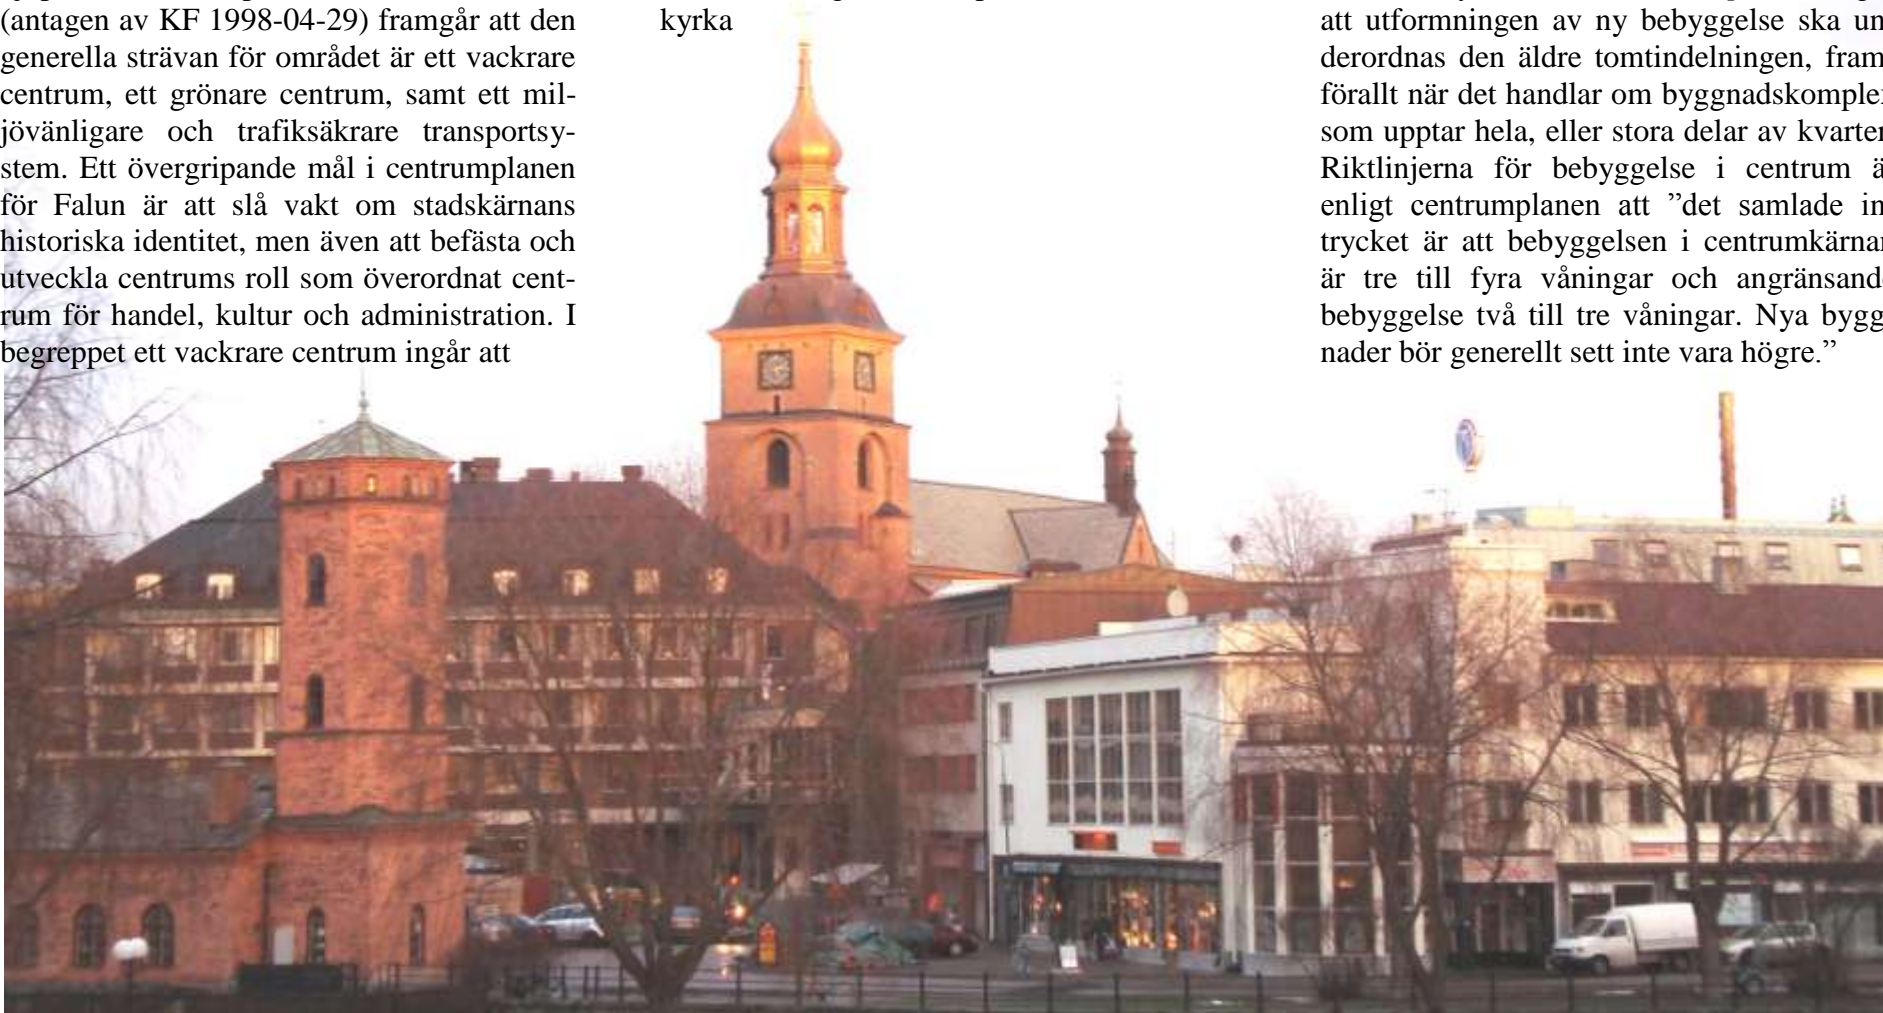 (antagen av KF 1998-04-29) framgår att den
generella strävan för området är ett vackrare
centrum, ett grönare centrum, samt ett mil-
jövänligare och trafiksäkrare transportsy-
stem. Ett övergripande mål i centrumplanen
för Falun är att slå vakt om stadskärnans
historiska identitet, men även att befästa och
utveckla centrums roll som överordnat cent-
rum för handel, kultur och administration. I
begreppet ett vackrare centrum ingår att
kyrka
att utformningen av ny bebyggelse ska un
derordnas den äldre tomtindelningen, fram
förallt när det handlar om byggnadskomplex
som upptar hela, eller stora delar av kvarter
Riktlinjerna för bebyggelse i centrum ä
enligt centrumplanen att ”det samlade in
trycket är att bebyggelsen i centrumkärnan
är tre till fyra våningar och angränsande
bebyggelse två till tre våningar. Nya bygg
nader bör generellt sett inte vara högre.”